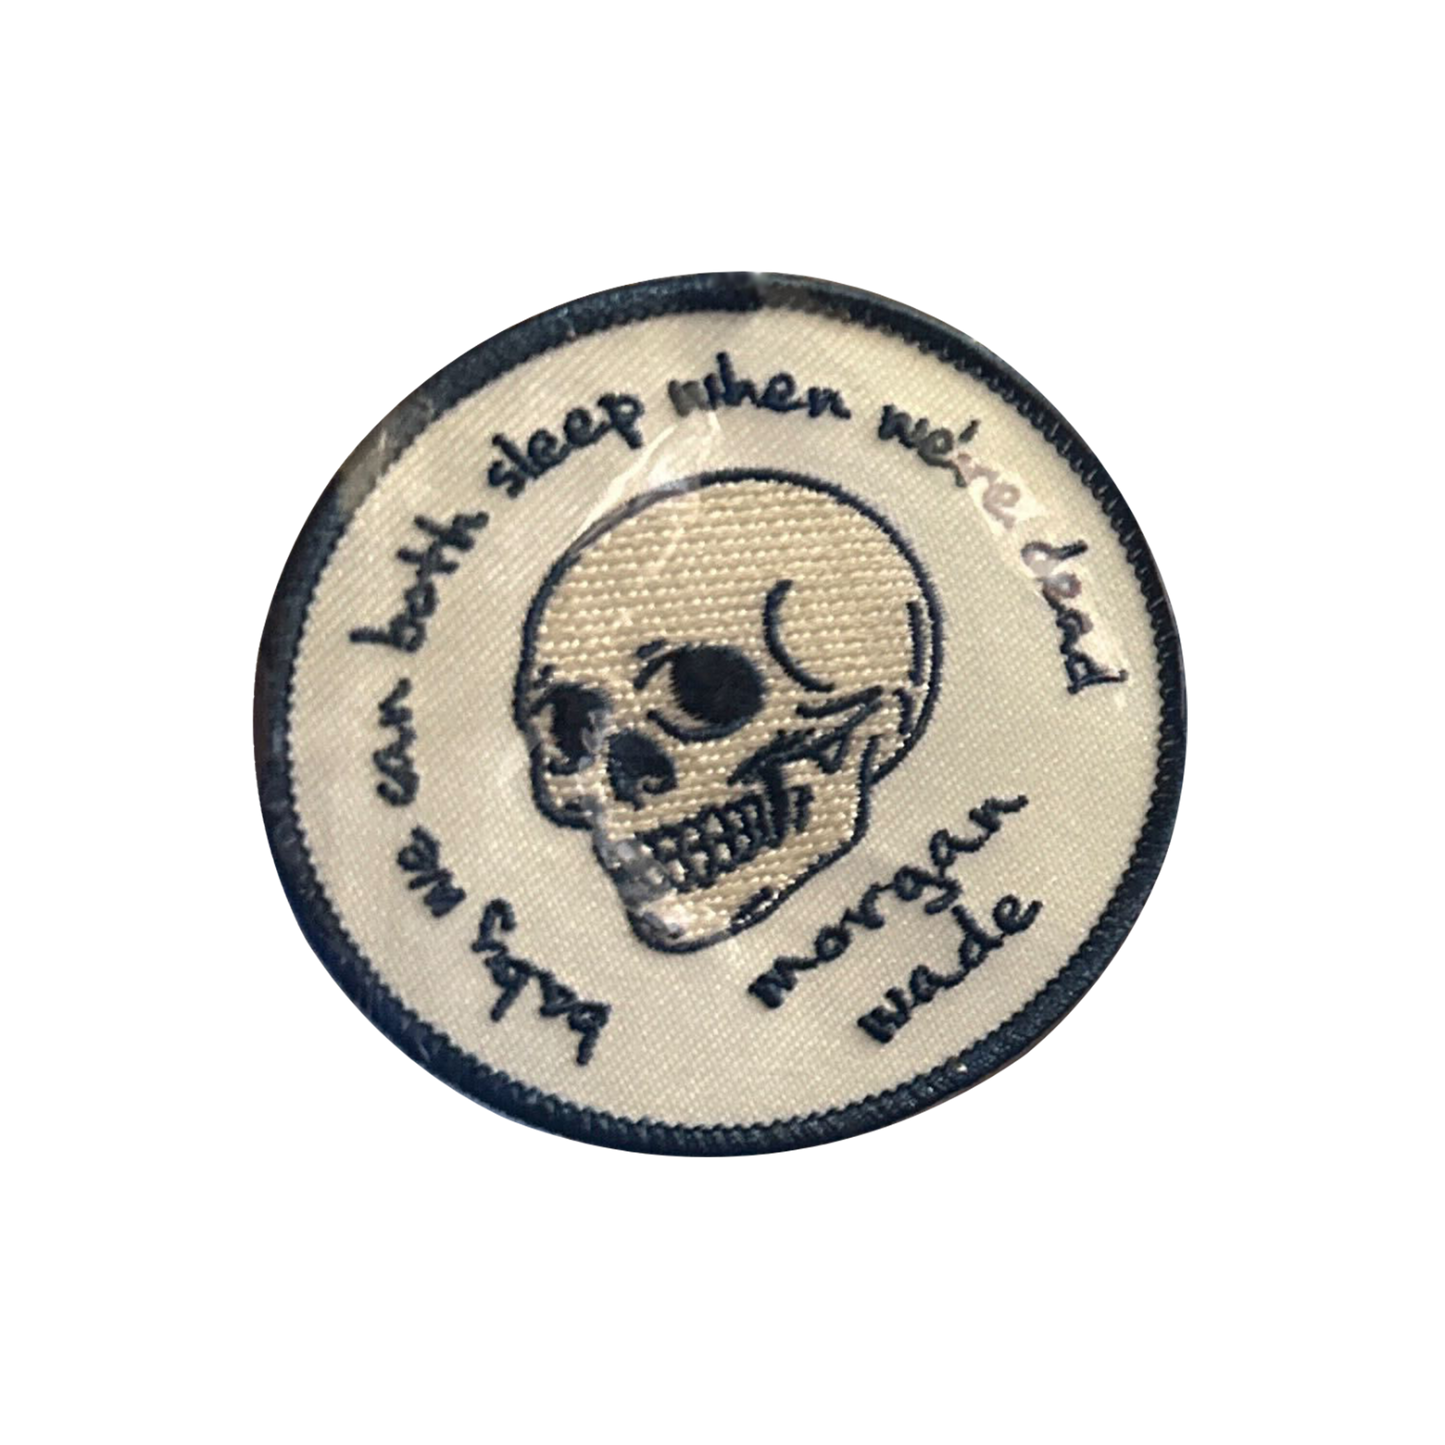 baby we can both sleep when we're dead
morgan
wade